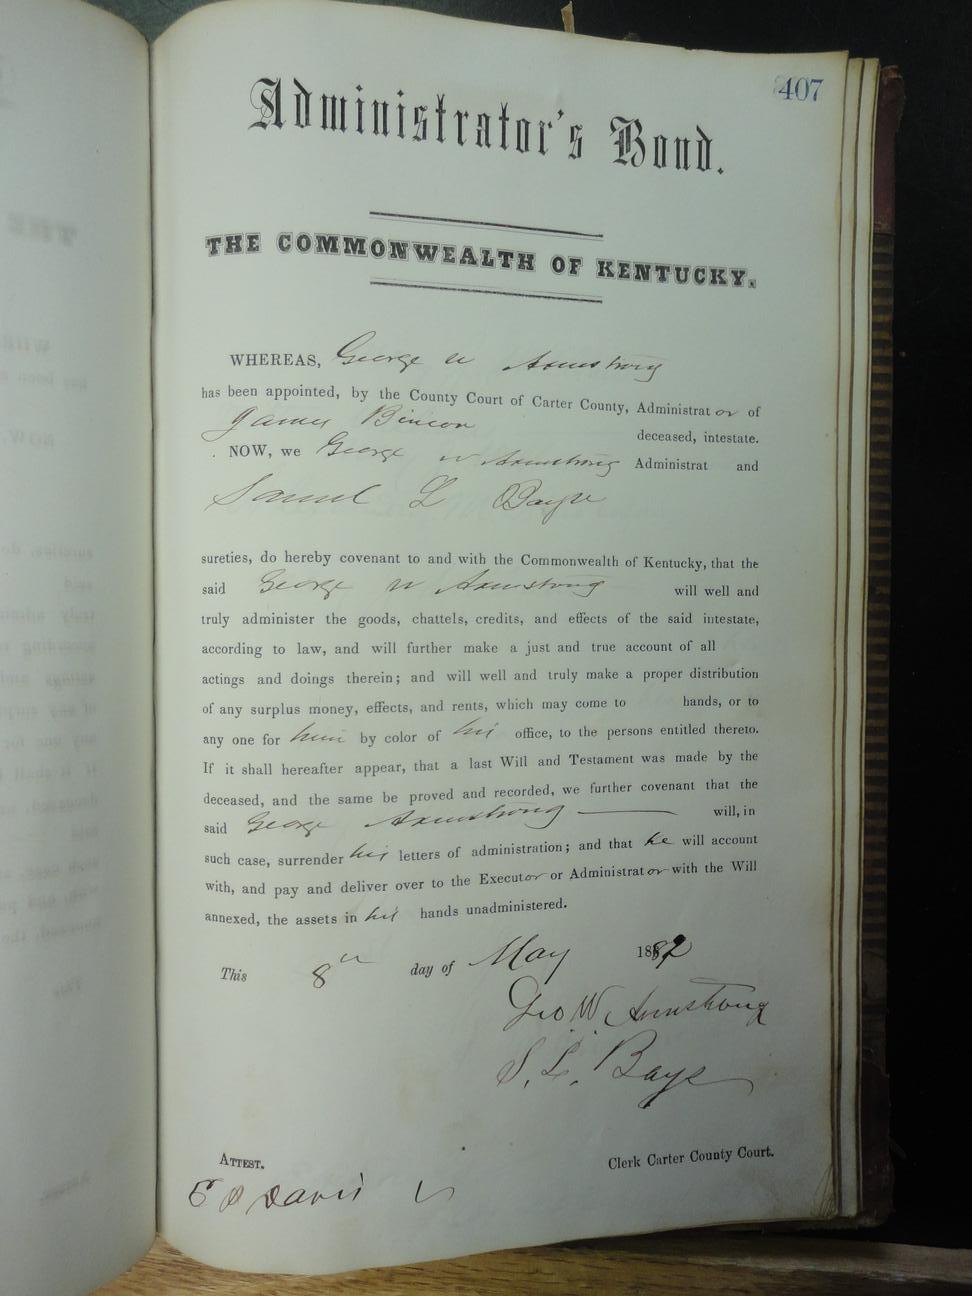 407
Administrator's Bond.
THE COMMONWEALTH OF KENTUCKY.
WHEREAS, George W Armstrong
has been appointed, by the County Court of Carter County, Administrator of
James
deceased, intestate.
NOW, we George W Armstrong Administrat and
Samuel L Bays
sureties, do hereby covenant to and with the Commonwealth of Kentucky, that the
said George W Armstrong will well and
truly administer the goods, chattels, credits, and effects of the said intestate,
according to law, and will further make a just and true account of all
actings and doings therein; and will well and truly make a proper distribution
of any surplus money, effects, and rents, which may come to hands, or to
any one for him by color of his office, to the persons entitled thereto.
If it shall hereafter appear, that a last Will and Testament was made by the
deceased, and the same be proved and recorded, we further covenant that the
said George Armstrong will, in
such case, surrender his letters of administration; and that he will account
with, and pay and deliver over to the Executor or Administrator with the Will
annexed, the assets in his hands unadministered.
This 8th day of May 1882
Geo W Armstrong
S. L. Bays
ATTEST. Clerk Carter County Court.
Davis